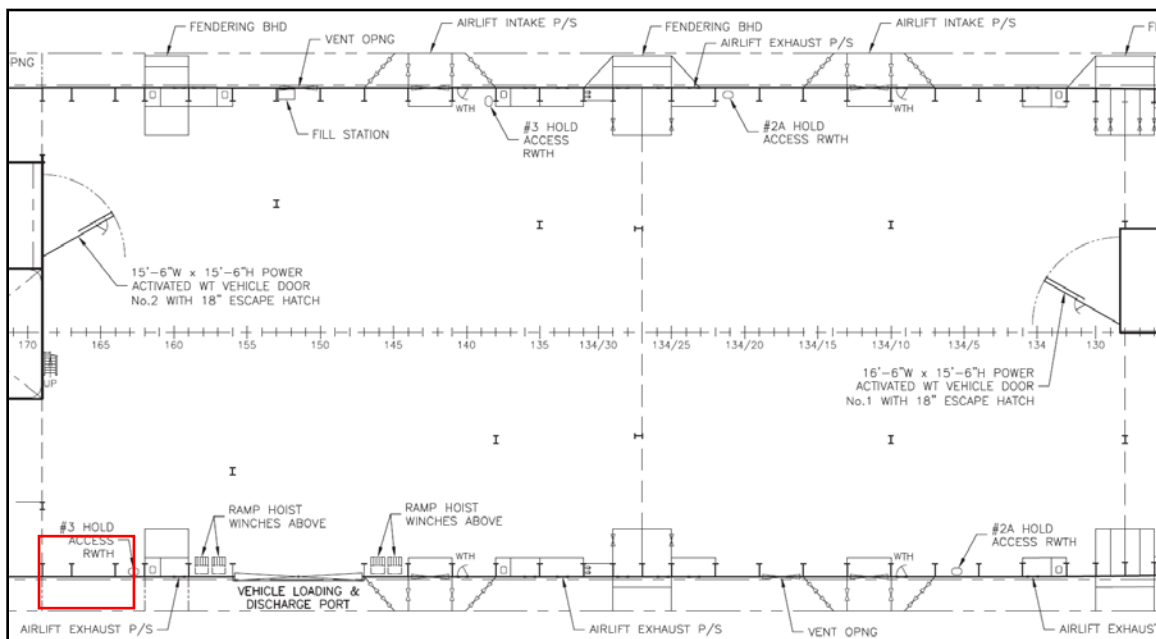 FENDERING BHD
VENT OPNG
AIRLIFT INTAKE P/S
FENDERING BHD
AIRLIFT EXHAUST P/S
AIRLIFT INTAKE P/S
FE
PNG
FILL STATION
WTH
#3 HOLD
ACCESS
RWTH
#2A HOLD
ACCESS RWTH
WTH
15'-6"W x 15'-6"H POWER
ACTIVATED WT VEHICLE DOOR
No.2 WITH 18" ESCAPE HATCH
170 165 160 155 150 145 140 135 134/30 134/25 134/20 134/15 134/10 134/5 134 130
UP
16'-6"W x 15'-6"H POWER
ACTIVATED WT VEHICLE DOOR
No.1 WITH 18" ESCAPE HATCH
#3 HOLD
ACCESS
RWTH
RAMP HOIST
WINCHES ABOVE
RAMP HOIST
WINCHES ABOVE
WTH
#2A HOLD
ACCESS RWTH
WTH
VEHICLE LOADING &
DISCHARGE PORT
AIRLIFT EXHAUST P/S
AIRLIFT EXHAUST P/S
VENT OPNG
AIRLIFT EXHAUS